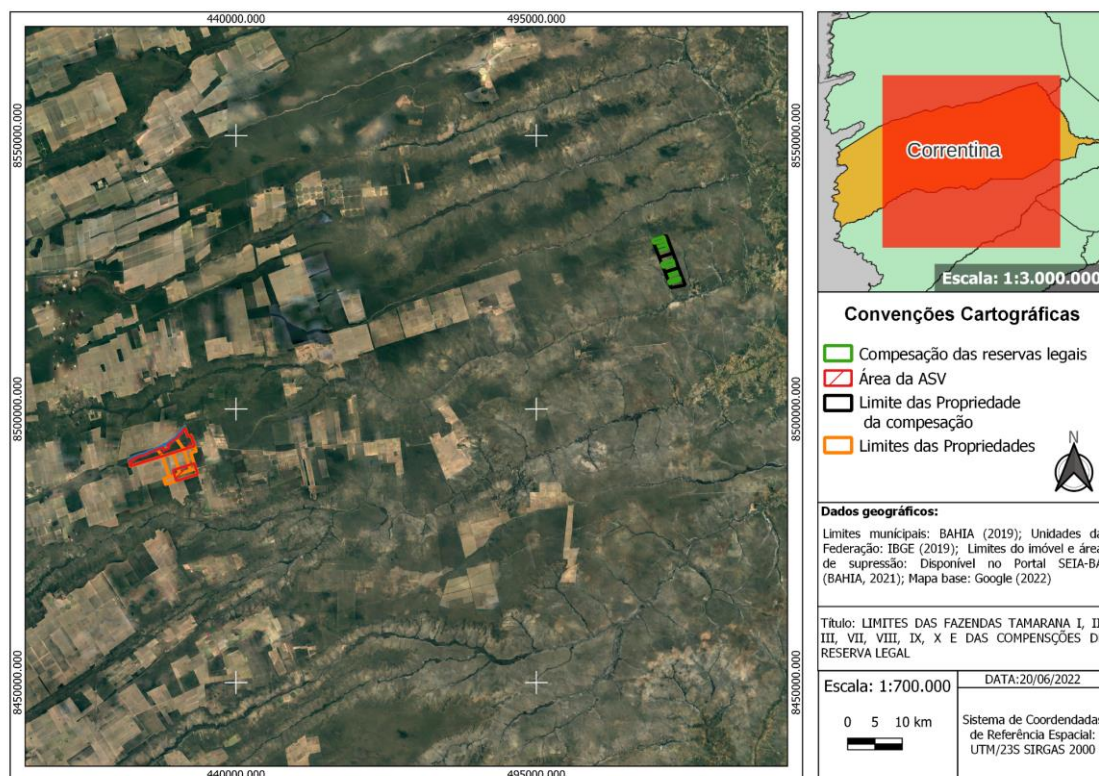 440000.000
495000.000
8550000.000
8550000.000
8500000.000
8500000.000
8450000.000
8450000.000
440000.000
495000.000
Correntina
Escala: 1:3.000.000
Convenções Cartográficas
Compesação das reservas legais
Área da ASV
Limite das Propriedade
da compesação
Limites das Propriedades
N
Dados geográficos:
Limites munícipais: BAHIA (2019); Unidades da
Federação: IBGE (2019); Limites do imóvel e área
de supressão: Disponível no Portal SEIA-BA
(BAHIA, 2021); Mapa base: Google (2022)
Título: LIMITES DAS FAZENDAS TAMARANA I, II,
III, VII, VIII, IX, X E DAS COMPENSÇÕES DE
RESERVA LEGAL
Escala: 1:700.000
0 5 10 km
DATA:20/06/2022
Sistema de Coordendadas
de Referência Espacial:
UTM/23S SIRGAS 2000